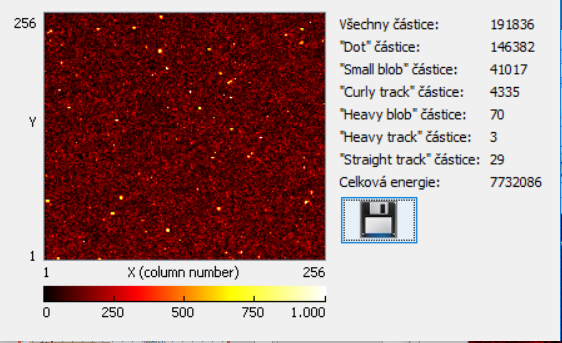 256
Y
1
1 X (column number) 256
0 250 500 750 1.000
Všechny částice: 191836
"Dot" částice: 146382
"Small blob" částice: 41017
"Curly track" částice: 4335
"Heavy blob" částice: 70
"Heavy track" částice: 3
"Straight track" částice: 29
Celková energie: 7732086